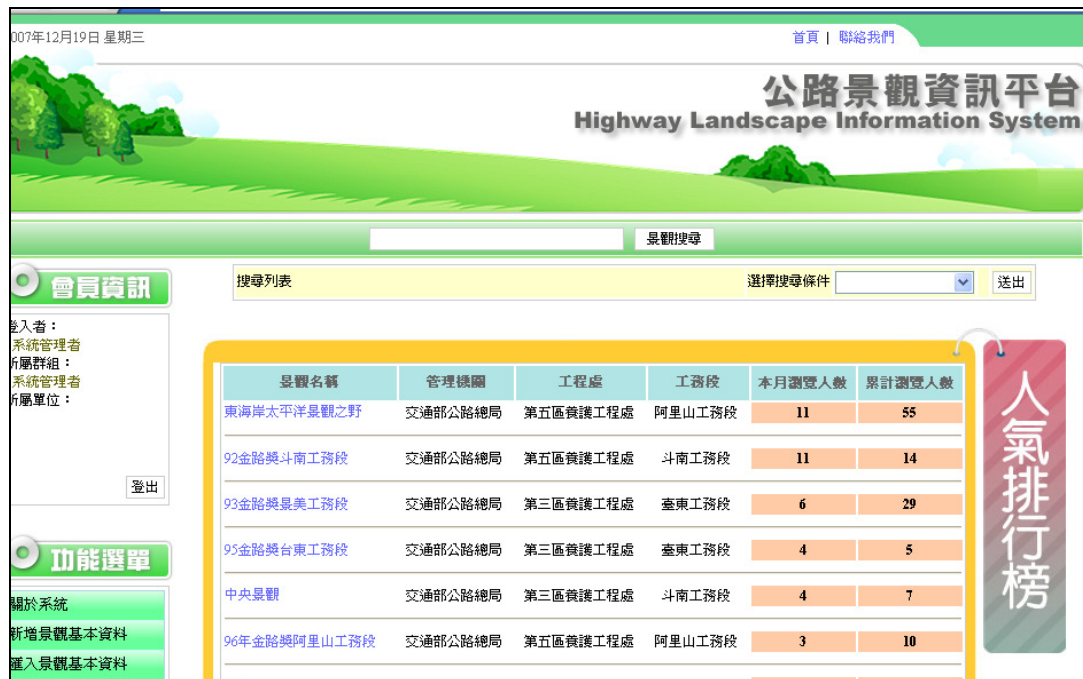 007年12月19日 星期三
首頁 | 聯絡我們
公路景觀資訊平台
Highway Landscape Information System
景觀搜尋
會員資訊
搜尋列表 選擇搜尋條件 送出
登入者：
系統管理者
所屬群組：
系統管理者
所屬單位：
登出
功能選單
關於系統
新增景觀基本資料
匯入景觀基本資料
景觀名稱 管理機關 工程處 工務段 本月瀏覽人數 累計瀏覽人數
東海岸太平洋景觀之野 交通部公路總局 第五區養護工程處 阿里山工務段 11 55
92金路獎斗南工務段 交通部公路總局 第五區養護工程處 斗南工務段 11 14
93金路獎景美工務段 交通部公路總局 第三區養護工程處 臺東工務段 6 29
95金路獎台東工務段 交通部公路總局 第三區養護工程處 臺東工務段 4 5
中央景觀 交通部公路總局 第三區養護工程處 斗南工務段 4 7
96年金路獎阿里山工務段 交通部公路總局 第五區養護工程處 阿里山工務段 3 10
人氣排行榜